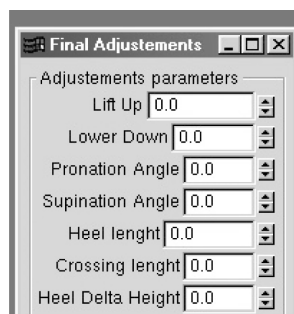 Final Adjustements
Adjustements parameters
Lift Up 0.0
Lower Down 0.0
Pronation Angle 0.0
Supination Angle 0.0
Heel lenght 0.0
Crossing lenght 0.0
Heel Delta Height 0.0